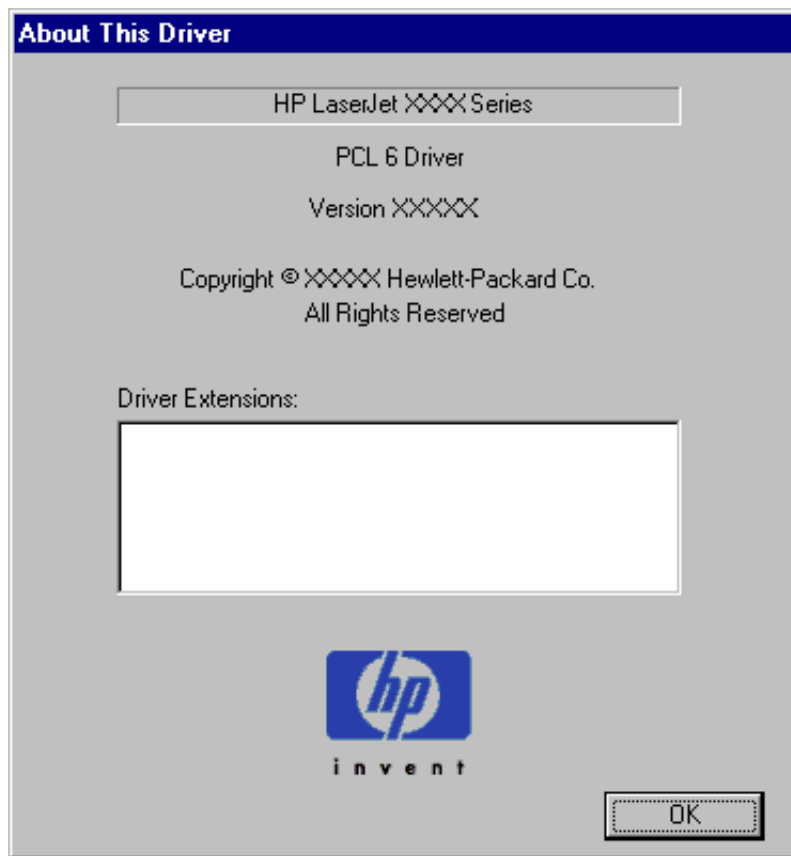 About This Driver
HP LaserJet XXXX Series
PCL 6 Driver
Version XXXXX
Copyright © XXXXX Hewlett-Packard Co.
All Rights Reserved
Driver Extensions:
hp
invent
OK